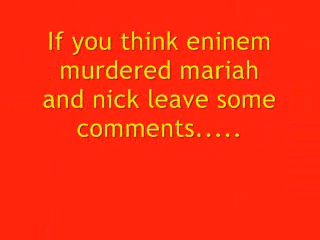 If you think eninem
murdered mariah
and nick leave some
comments.....